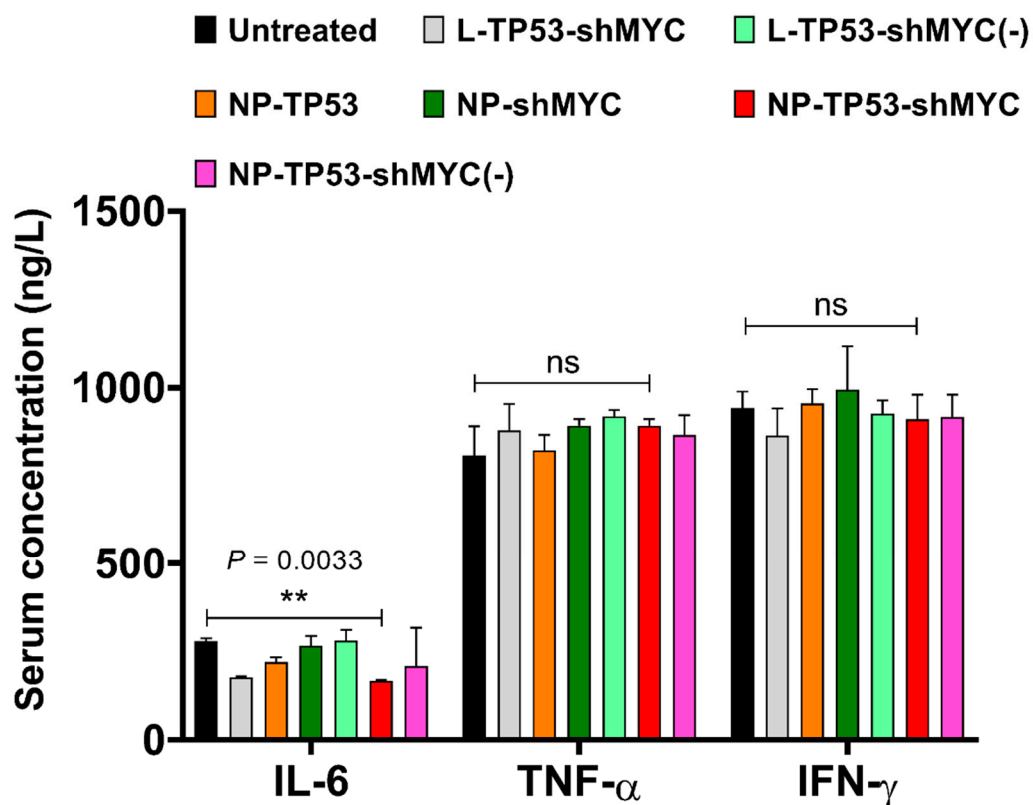 Untreated L-TP53-shMYC L-TP53-shMYC(-)
NP-TP53 NP-shMYC NP-TP53-shMYC
NP-TP53-shMYC(-)
Serum concentration (ng/L)
1500
1000
500
0
ns
ns
P = 0.0033
**
IL-6 TNF-α IFN-γ